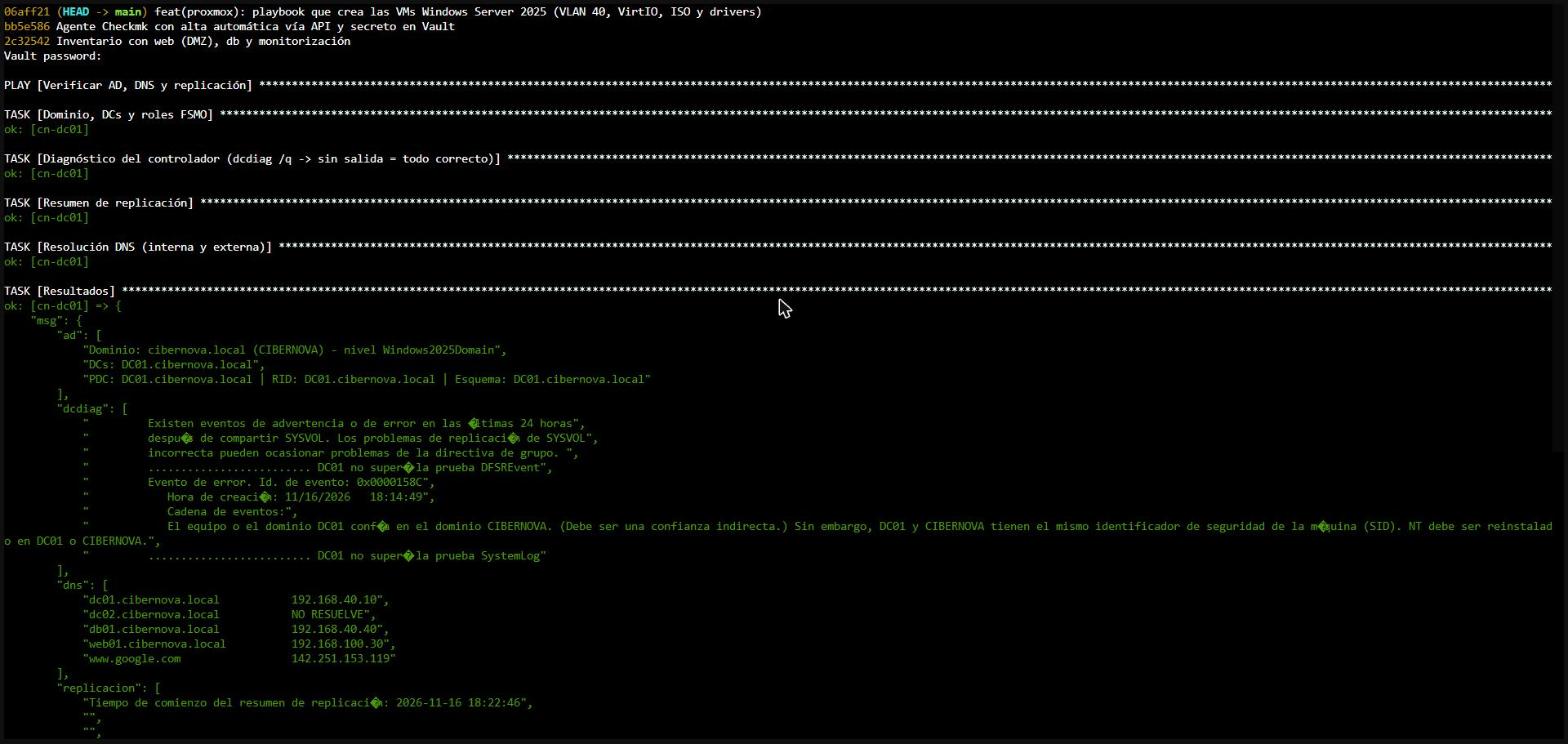 06aff21 (HEAD -> main) feat(proxmox): playbook que crea las VMs Windows Server 2025 (VLAN 40, VirtIO, ISO y drivers)
bb5e586 Agente Checkmk con alta automática vía API y secreto en Vault
2c32542 Inventario con web (DMZ), db y monitorización
Vault password:
PLAY [Verificar AD, DNS y replicación] ****
TASK [Dominio, DCs y roles FSMO] ****
ok: [cn-dc01]
TASK [Diagnóstico del controlador (dcdiag /q -> sin salida = todo correcto)] ****
ok: [cn-dc01]
TASK [Resumen de replicación] ****
ok: [cn-dc01]
TASK [Resolución DNS (interna y externa)] ****
ok: [cn-dc01]
TASK [Resultados] ****
ok: [cn-dc01] => {
    "msg": {
        "ad": [
            "Dominio: cibernova.local (CIBERNOVA) - nivel Windows2025Domain",
            "DCs: DC01.cibernova.local",
            "PDC: DC01.cibernova.local | RID: DC01.cibernova.local | Esquema: DC01.cibernova.local"
        ],
        "dcdiag": [
            "         Existen eventos de advertencia o de error en las �ltimas 24 horas",
            "         despu�s de compartir SYSVOL. Los problemas de replicaci�n de SYSVOL",
            "         incorrecta pueden ocasionar problemas de la directiva de grupo. ",
            "         ......................... DC01 no super� la prueba DFSREvent",
            "         Evento de error. Id. de evento: 0x0000158C",
            "            Hora de creaci�n: 11/16/2026   18:14:49",
            "            Cadena de eventos:",
            "            El equipo o el dominio DC01 conf�a en el dominio CIBERNOVA. (Debe ser una confianza indirecta.) Sin embargo, DC01 y CIBERNOVA tienen el mismo identificador de seguridad de la m�quina (SID). NT debe ser reinstalad
o en DC01 o CIBERNOVA.",
            "         ......................... DC01 no super� la prueba SystemLog"
        ],
        "dns": [
            "dc01.cibernova.local           192.168.40.10",
            "dc02.cibernova.local           NO RESUELVE",
            "db01.cibernova.local           192.168.40.40",
            "web01.cibernova.local          192.168.100.30",
            "www.google.com                 142.251.153.119"
        ],
        "replicacion": [
            "Tiempo de comienzo del resumen de replicaci�n: 2026-11-16 18:22:46",
            "",
            "",